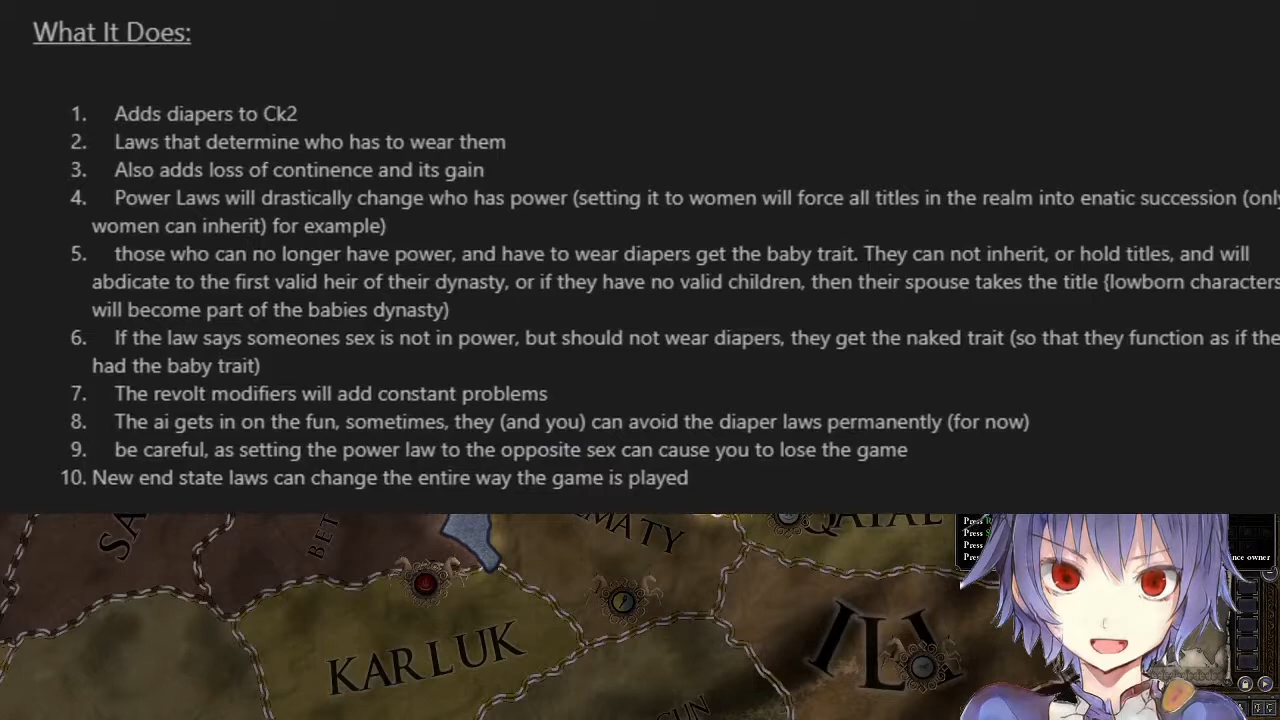 What It Does:
1. Adds diapers to Ck2
2. Laws that determine who has to wear them
3. Also adds loss of continence and its gain
4. Power Laws will drastically change who has power (setting it to women will force all titles in the realm into enatic succession (only
women can inherit) for example)
5. those who can no longer have power, and have to wear diapers get the baby trait. They can not inherit, or hold titles, and will
abdicate to the first valid heir of their dynasty, or if they have no valid children, then their spouse takes the title {lowborn characters
will become part of the babies dynasty)
6. If the law says someones sex is not in power, but should not wear diapers, they get the naked trait (so that they function as if the
had the baby trait)
7. The revolt modifiers will add constant problems
8. The ai gets in on the fun, sometimes, they (and you) can avoid the diaper laws permanently (for now)
9. be careful, as setting the power law to the opposite sex can cause you to lose the game
10. New end state laws can change the entire way the game is played
SA
BET
MATY
Press
Press
Press
Press
nce owner
KARLUK
ILI